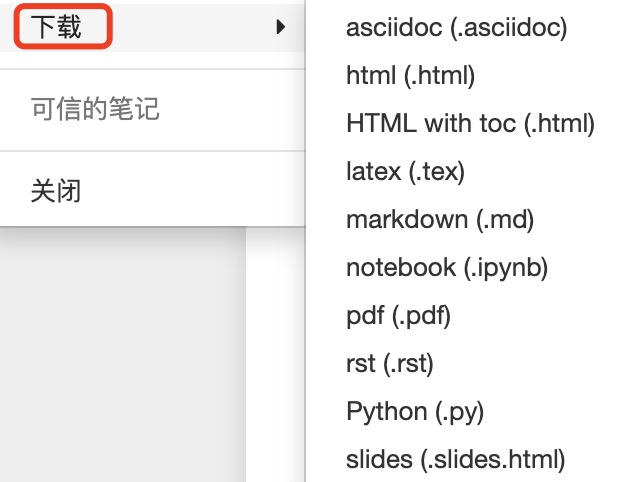 下载
可信的笔记
关闭
asciidoc (.asciidoc)
html (.html)
HTML with toc (.html)
latex (.tex)
markdown (.md)
notebook (.ipynb)
pdf (.pdf)
rst (.rst)
Python (.py)
slides (.slides.html)